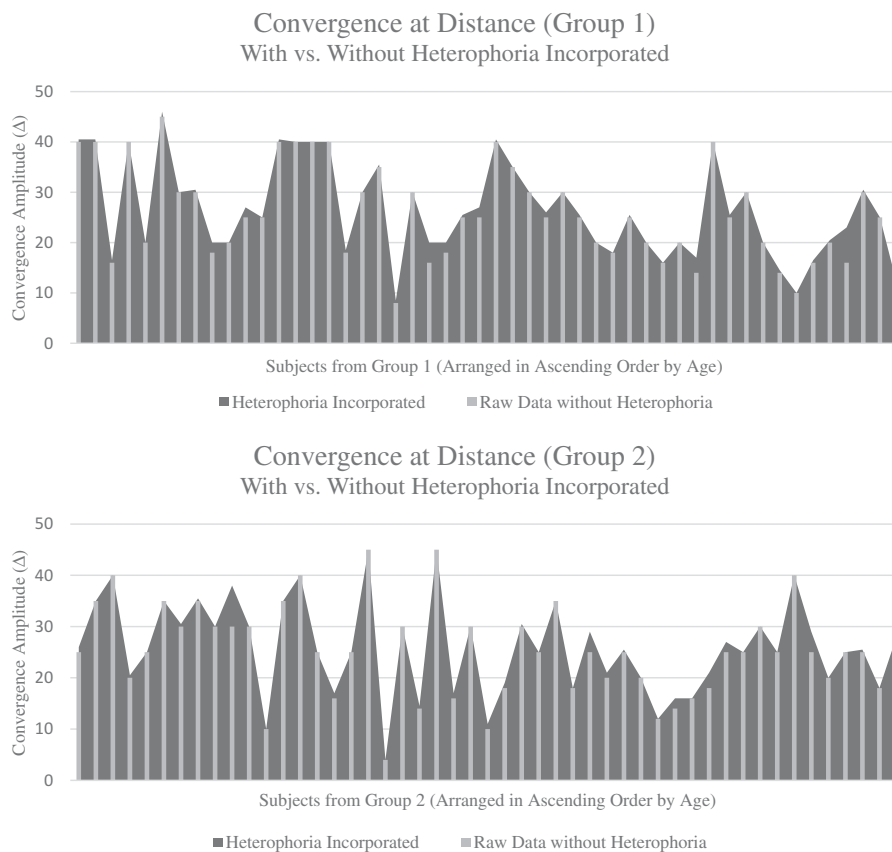 Convergence at Distance (Group 1)
With vs. Without Heterophoria Incorporated
50
40
30
20
10
0
Convergence Amplitude (Δ)
Subjects from Group 1 (Arranged in Ascending Order by Age)
Heterophoria Incorporated Raw Data without Heterophoria
Convergence at Distance (Group 2)
With vs. Without Heterophoria Incorporated
50
40
30
20
10
0
Convergence Amplitude (Δ)
Subjects from Group 2 (Arranged in Ascending Order by Age)
Heterophoria Incorporated Raw Data without Heterophoria